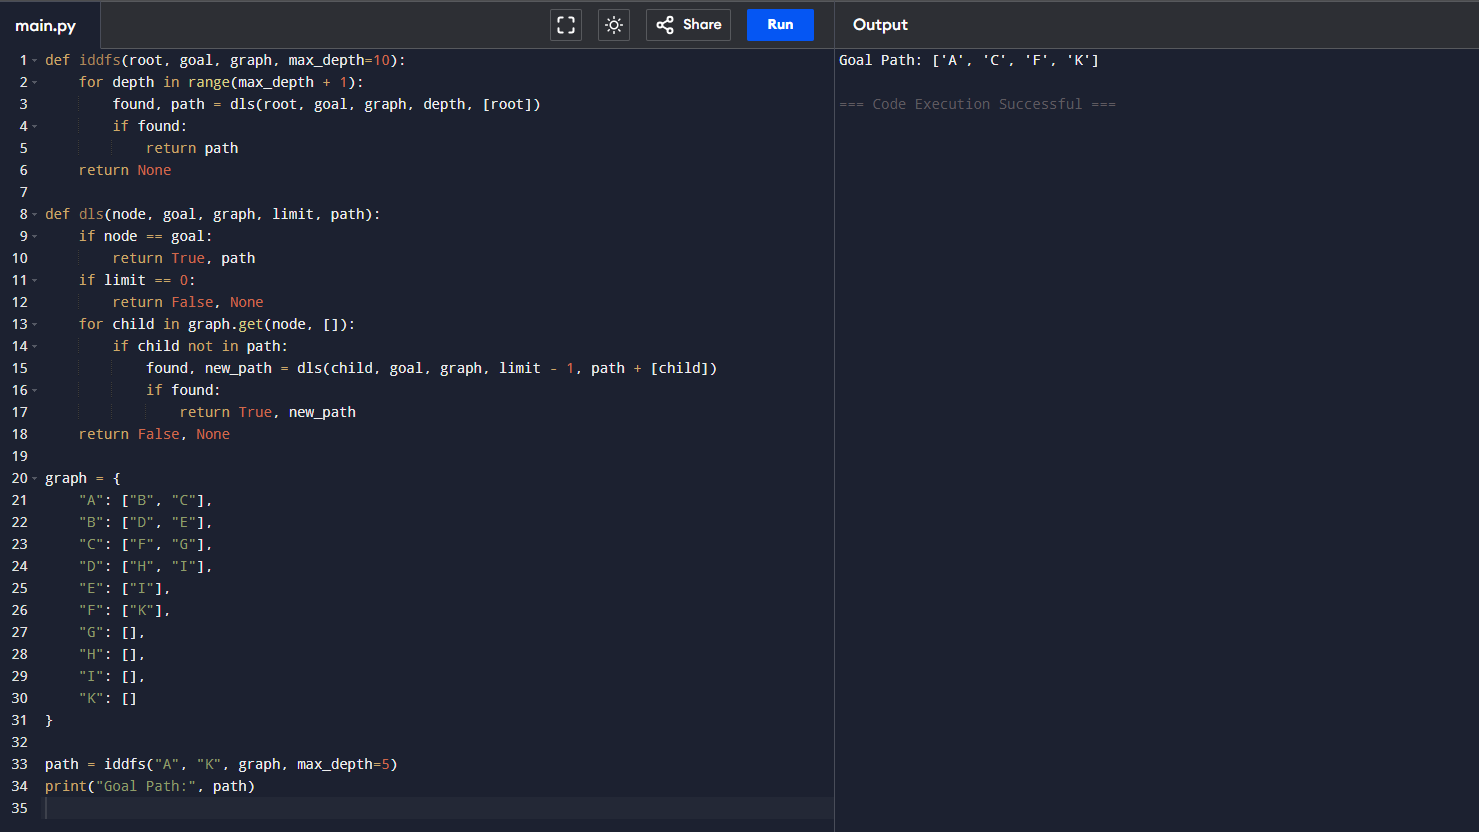 main.py
Share
Run
Output
1 def iddfs(root, goal, graph, max_depth=10):
2     for depth in range(max_depth + 1):
3         found, path = dls(root, goal, graph, depth, [root])
4         if found:
5             return path
6     return None
7
8 def dls(node, goal, graph, limit, path):
9     if node == goal:
10         return True, path
11     if limit == 0:
12         return False, None
13     for child in graph.get(node, []):
14         if child not in path:
15             found, new_path = dls(child, goal, graph, limit - 1, path + [child])
16             if found:
17                 return True, new_path
18     return False, None
19
20 graph = {
21     "A": ["B", "C"],
22     "B": ["D", "E"],
23     "C": ["F", "G"],
24     "D": ["H", "I"],
25     "E": ["I"],
26     "F": ["K"],
27     "G": [],
28     "H": [],
29     "I": [],
30     "K": []
31 }
32
33 path = iddfs("A", "K", graph, max_depth=5)
34 print("Goal Path:", path)
35
Goal Path: ['A', 'C', 'F', 'K']
=== Code Execution Successful ===